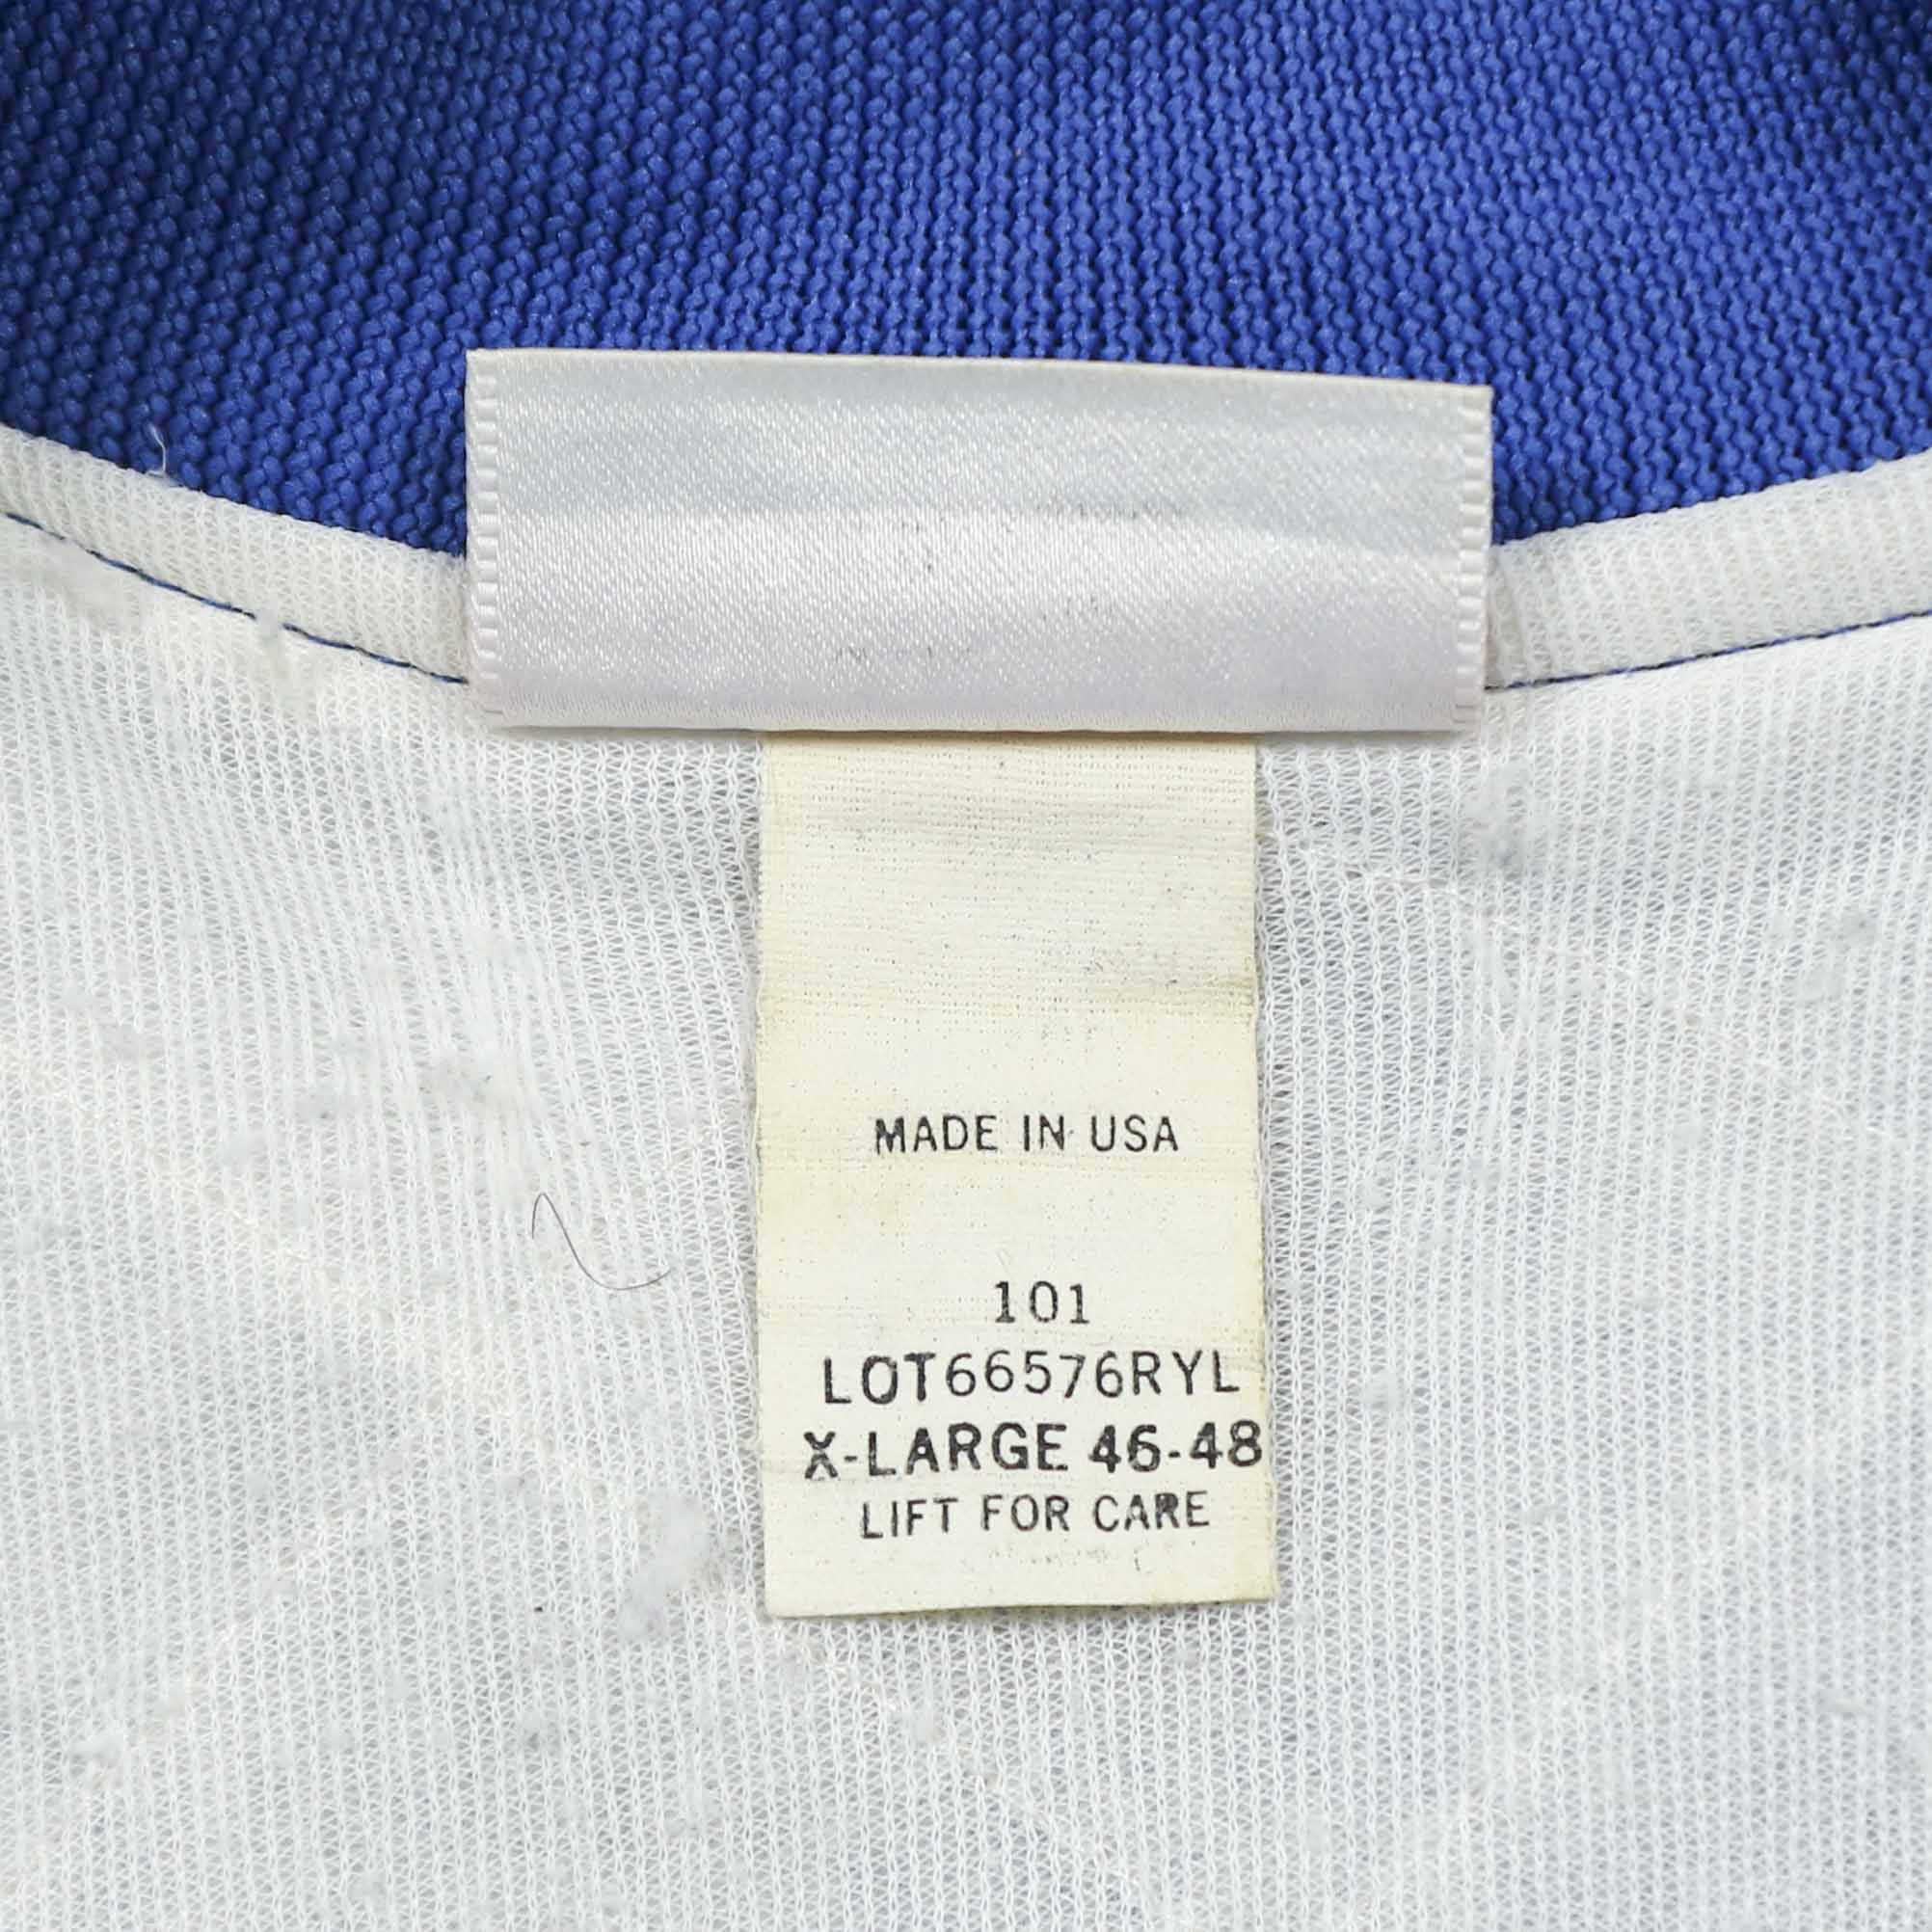 MADE IN USA
101
LOT66576RYL
X-LARGE 46-48
LIFT FOR CARE